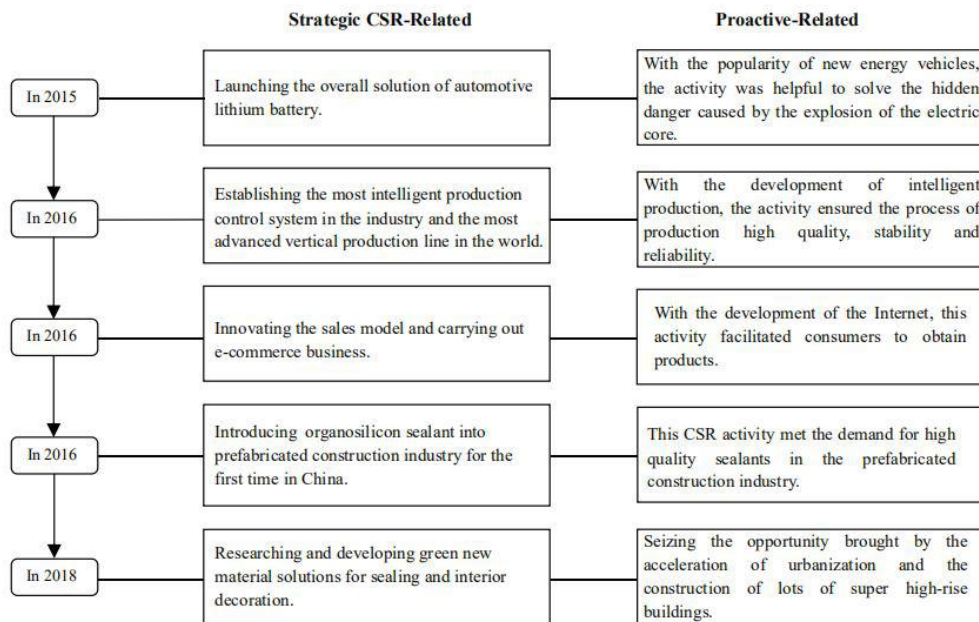 Strategic CSR-Related
Proactive-Related
In 2015
Launching the overall solution of automotive
lithium battery.
With the popularity of new energy vehicles,
the activity was helpful to solve the hidden
danger caused by the explosion of the electric
core.
In 2016
Establishing the most intelligent production
control system in the industry and the most
advanced vertical production line in the world.
With the development of intelligent
production, the activity ensured the process of
production high quality, stability and
reliability.
In 2016
Innovating the sales model and carrying out
e-commerce business.
With the development of the Internet, this
activity facilitated consumers to obtain
products.
In 2016
Introducing organosilicon sealant into
prefabricated construction industry for the
first time in China.
This CSR activity met the demand for high
quality sealants in the prefabricated
construction industry.
In 2018
Researching and developing green new
material solutions for sealing and interior
decoration.
Seizing the opportunity brought by the
acceleration of urbanization and the
construction of lots of super high-rise
buildings.